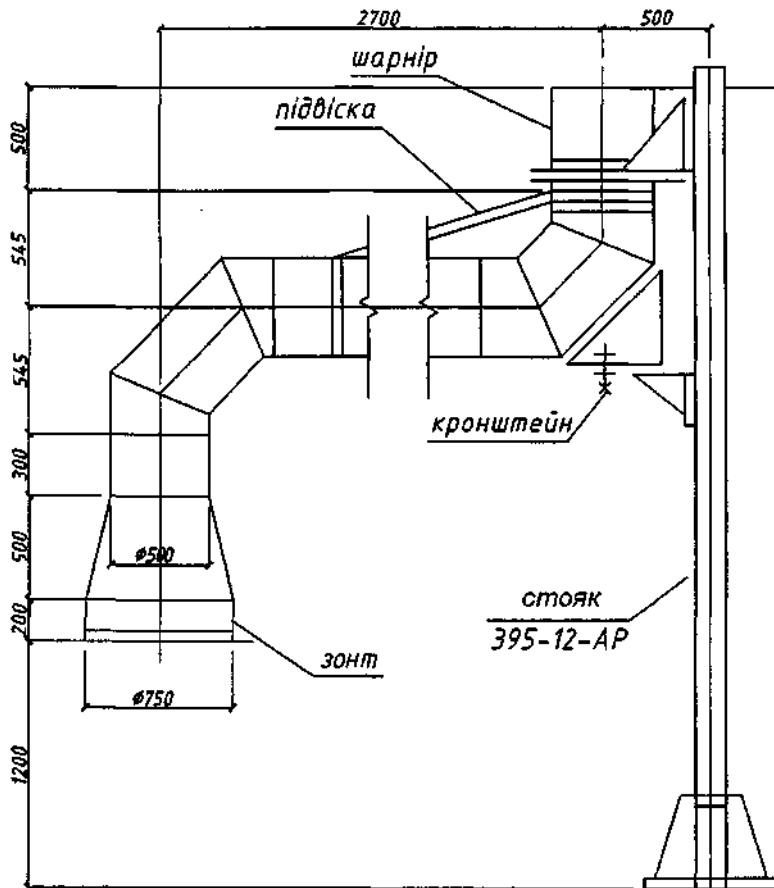 2700
500
шарнір
підвіска
500
545
545
300
500
200
1200
кронштейн
ø500
стояк
395-12-АР
зонт
ø750